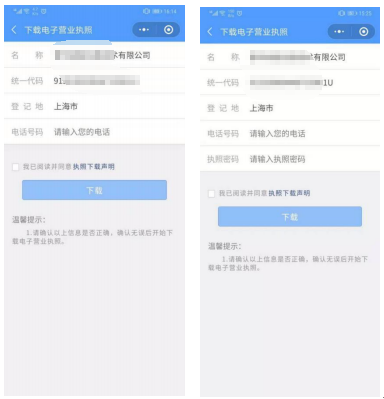 下载电子营业执照
名 称 术有限公司
统一代码 91
登 记 地 上海市
电话号码 请输入您的电话
我已阅读并同意执照下载声明
下载
温馨提示：
1.请确认以上信息是否正确，确认无误后开始下
载电子营业执照。
下载电子营业执照
名 称 术有限公司
统一代码 1U
登 记 地 上海市
电话号码 请输入您的电话
执照密码 请输入执照密码
我已阅读并同意执照下载声明
下载
温馨提示：
1.请确认以上信息是否正确，确认无误后开始下
载电子营业执照。